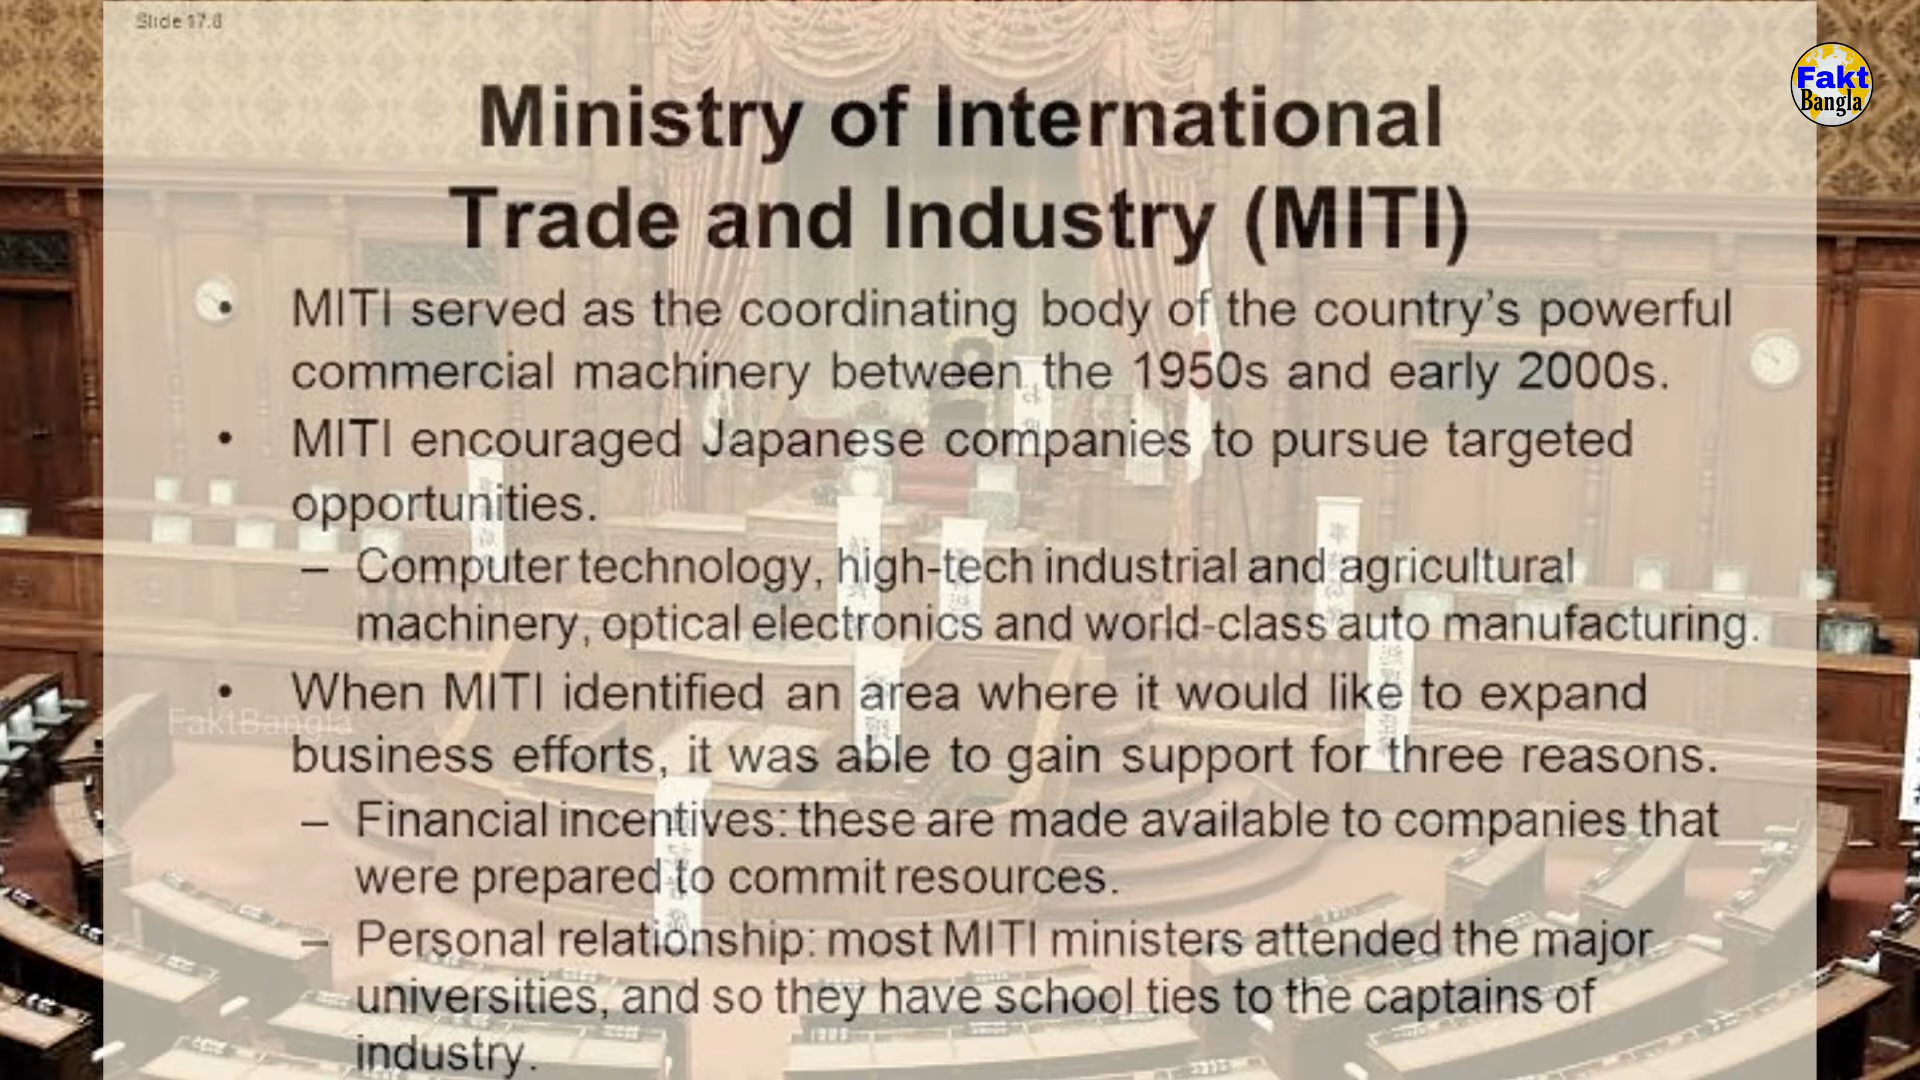 Slide 17.8
Fakt
Bangla
Ministry of International
Trade and Industry (MITI)
• MITI served as the coordinating body of the country's powerful
commercial machinery between the 1950s and early 2000s.
• MITI encouraged Japanese companies to pursue targeted
opportunities.
– Computer technology, high-tech industrial and agricultural
machinery, optical electronics and world-class auto manufacturing.
• When MITI identified an area where it would like to expand
FaktBangla
business efforts, it was able to gain support for three reasons.
– Financial incentives: these are made available to companies that
were prepared to commit resources.
– Personal relationship: most MITI ministers attended the major
universities, and so they have school ties to the captains of
industry.